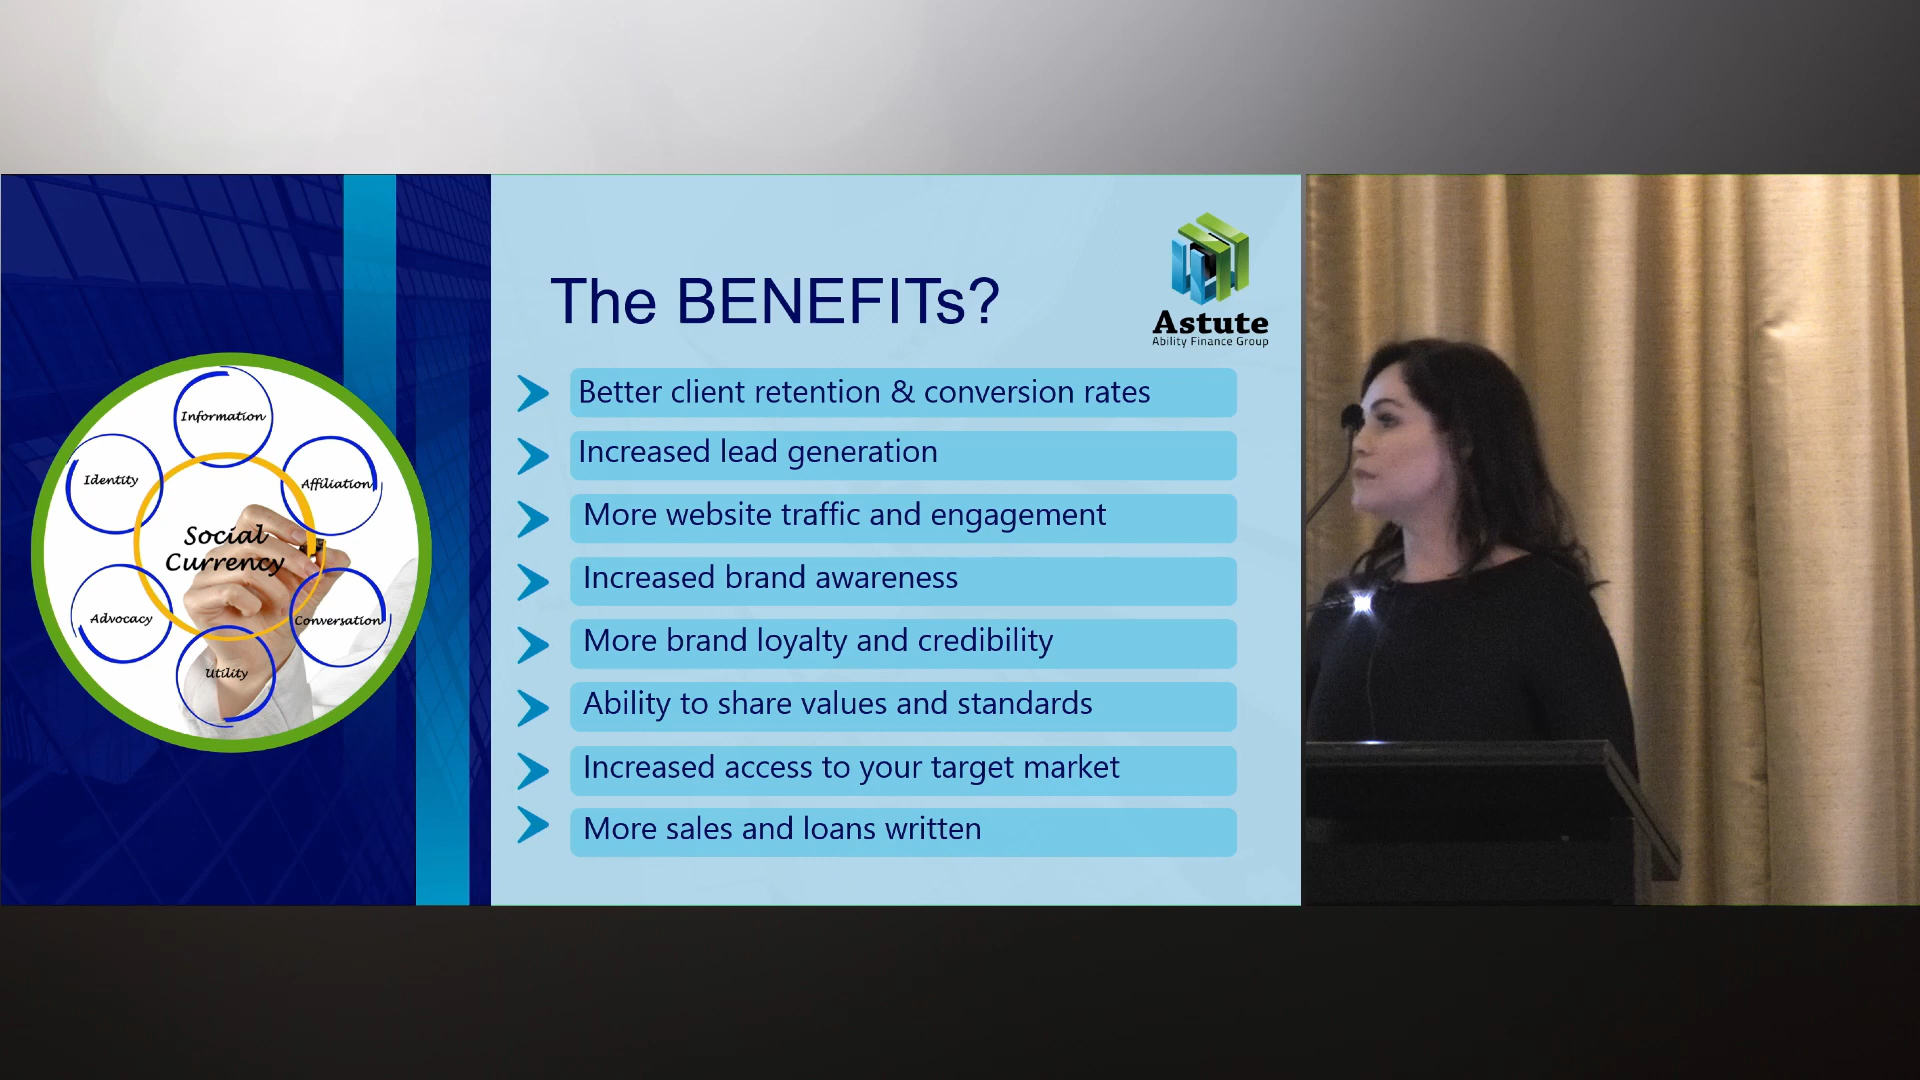 Information
Identity
Affiliation
Social
Currency
Advocacy
Conversation
Utility
The BENEFITs?
Astute
Ability Finance Group
Better client retention & conversion rates
Increased lead generation
More website traffic and engagement
Increased brand awareness
More brand loyalty and credibility
Ability to share values and standards
Increased access to your target market
More sales and loans written